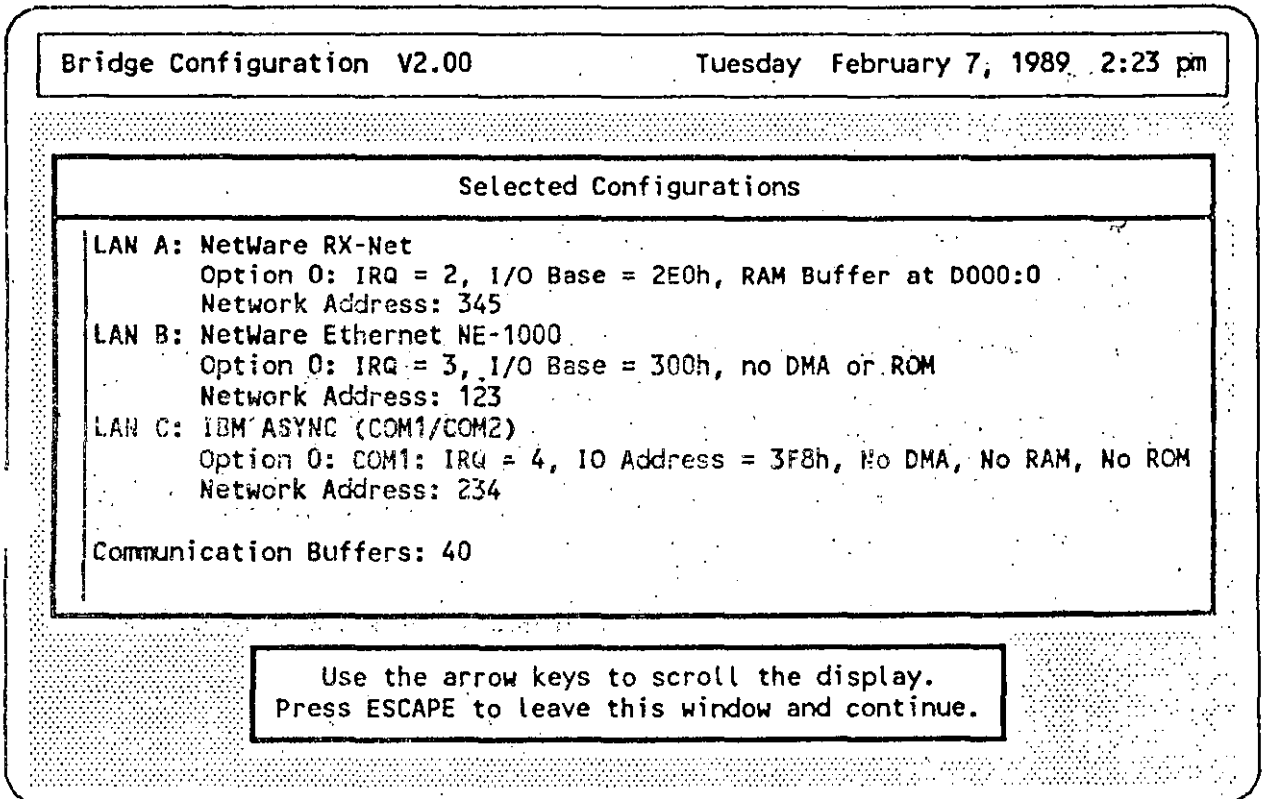 Bridge Configuration V2.00 Tuesday February 7, 1989 2:23 pm
Selected Configurations
LAN A: NetWare RX-Net
Option 0: IRQ = 2, I/O Base = 2E0h, RAM Buffer at D000:0
Network Address: 345
LAN B: NetWare Ethernet NE-1000
Option 0: IRQ = 3, I/O Base = 300h, no DMA or ROM
Network Address: 123
LAN C: IBM ASYNC (COM1/COM2)
Option 0: COM1: IRQ = 4, IO Address = 3F8h, No DMA, No RAM, No ROM
Network Address: 234
Communication Buffers: 40
Use the arrow keys to scroll the display.
Press ESCAPE to leave this window and continue.